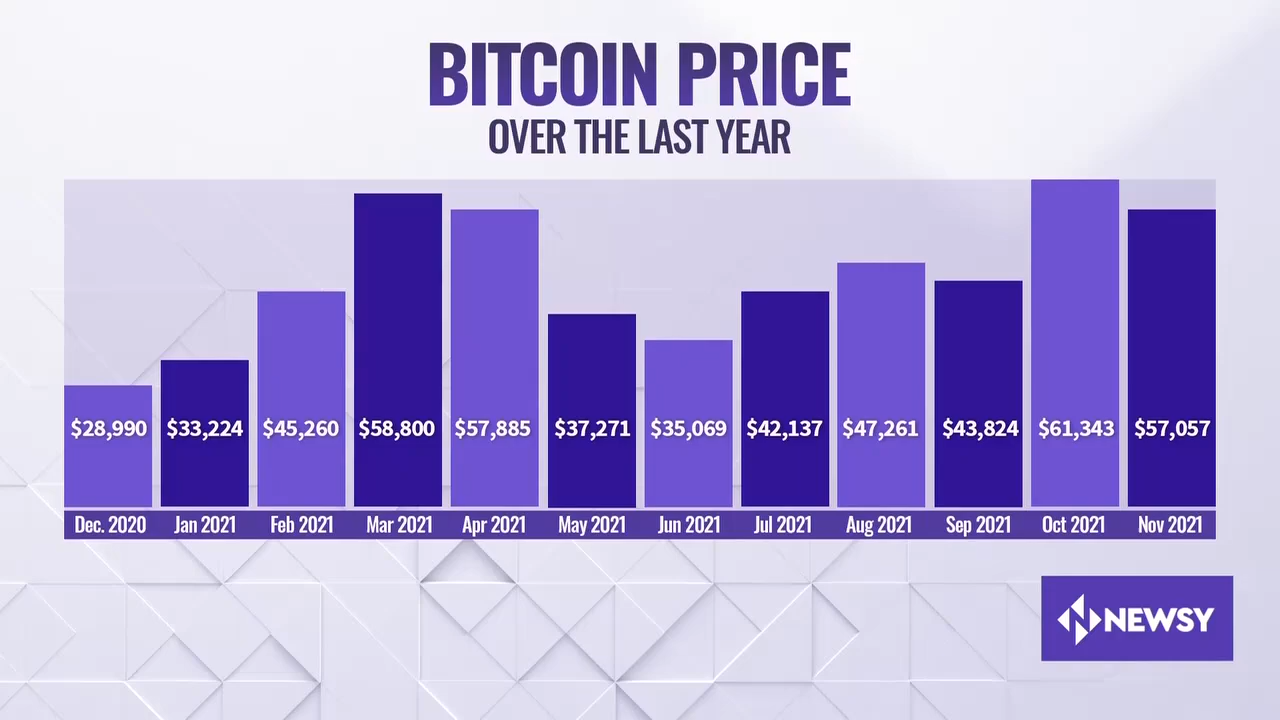 BITCOIN PRICE
OVER THE LAST YEAR
$28,990 $33,224 $45,260 $58,800 $57,885 $37,271 $35,069 $42,137 $47,261 $43,824 $61,343 $57,057
Dec. 2020 Jan 2021 Feb 2021 Mar 2021 Apr 2021 May 2021 Jun 2021 Jul 2021 Aug 2021 Sep 2021 Oct 2021 Nov 2021
NEWSY